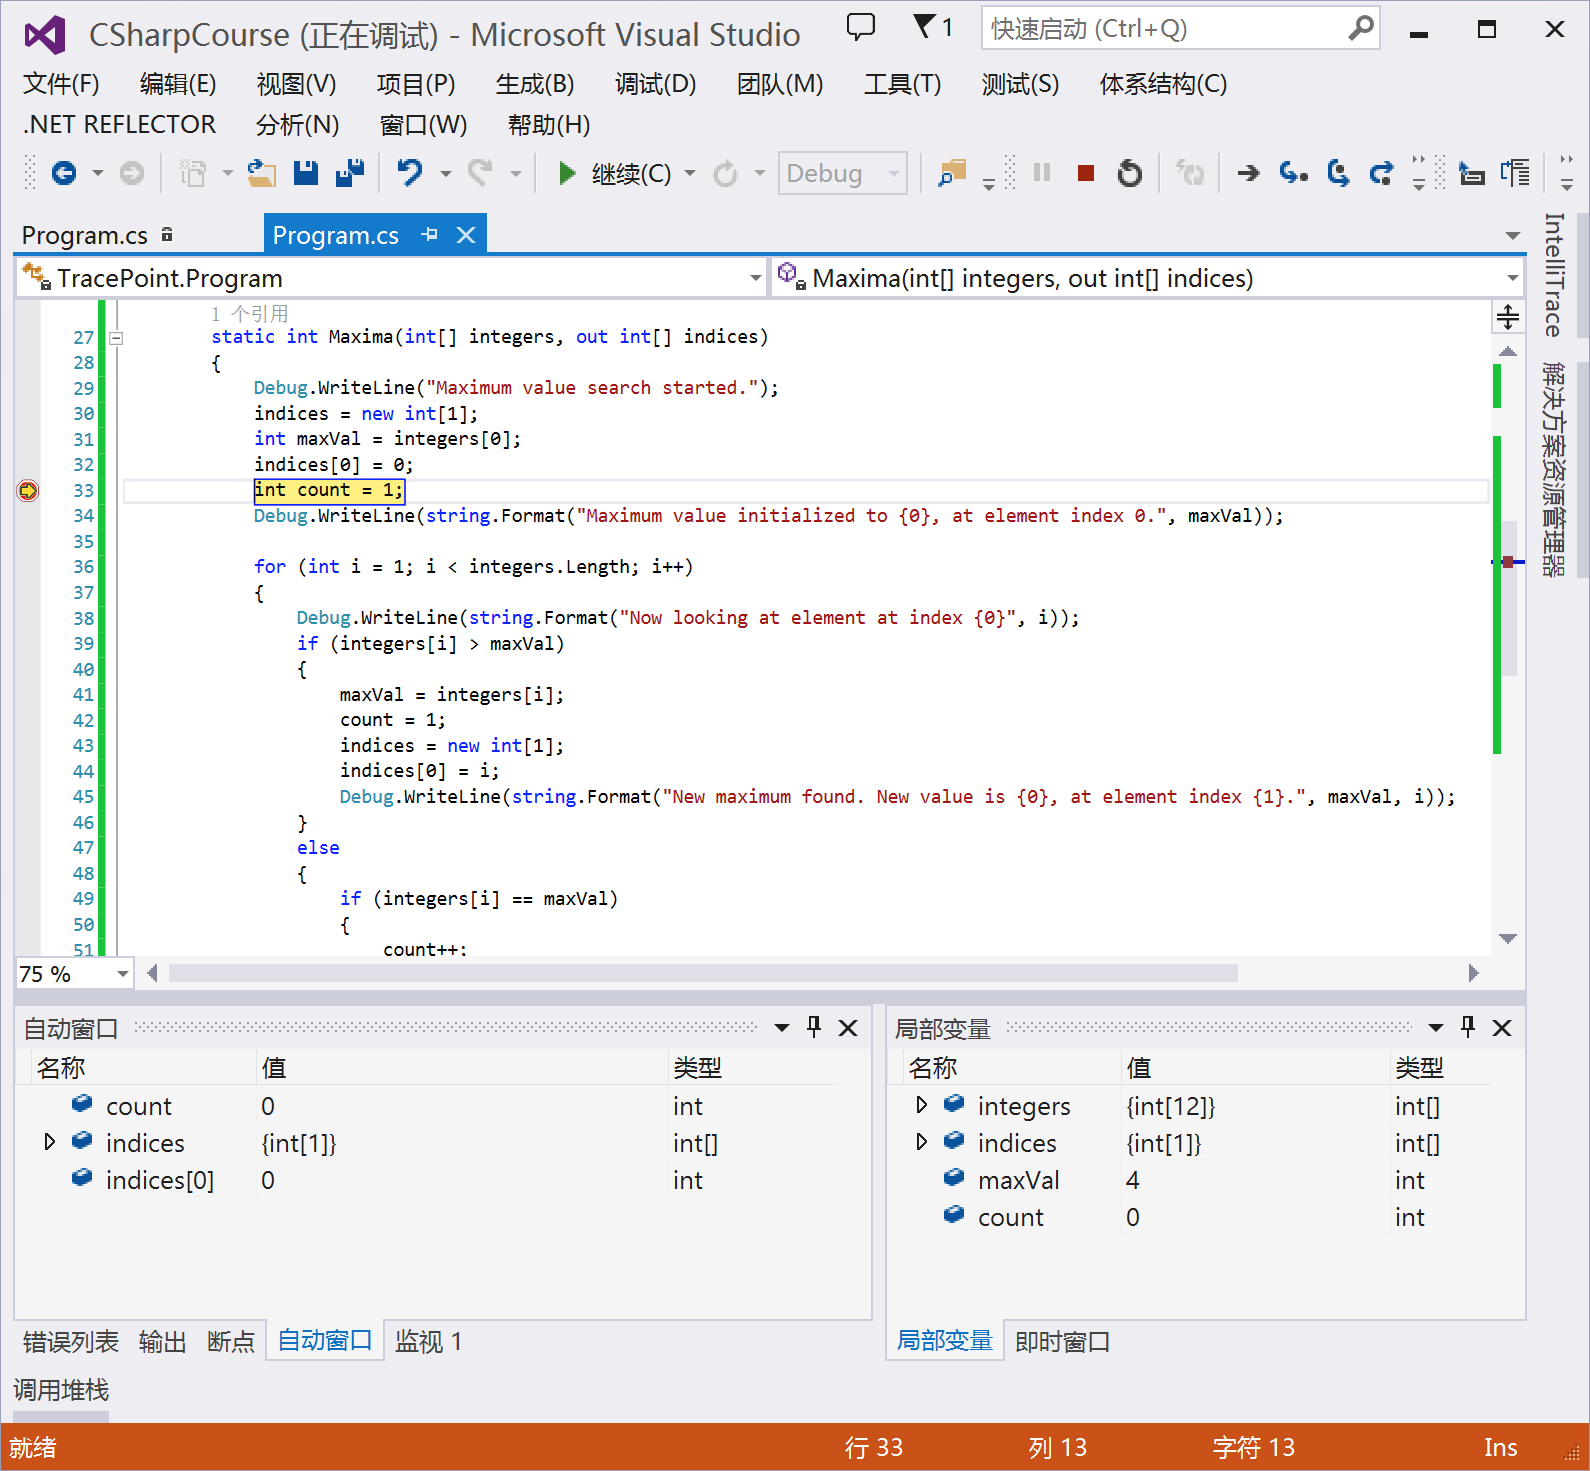 CSharpCourse (正在调试) - Microsoft Visual Studio
1
快速启动 (Ctrl+Q)
文件(F) 编辑(E) 视图(V) 项目(P) 生成(B) 调试(D) 团队(M) 工具(T) 测试(S) 体系结构(C)
.NET REFLECTOR 分析(N) 窗口(W) 帮助(H)
继续(C) Debug
Program.cs Program.cs
TracePoint.Program Maxima(int[] integers, out int[] indices)
1 个引用
27 static int Maxima(int[] integers, out int[] indices)
28 {
29 Debug.WriteLine("Maximum value search started.");
30 indices = new int[1];
31 int maxVal = integers[0];
32 indices[0] = 0;
33 int count = 1;
34 Debug.WriteLine(string.Format("Maximum value initialized to {0}, at element index 0.", maxVal));
35
36 for (int i = 1; i < integers.Length; i++)
37 {
38 Debug.WriteLine(string.Format("Now looking at element at index {0}", i));
39 if (integers[i] > maxVal)
40 {
41 maxVal = integers[i];
42 count = 1;
43 indices = new int[1];
44 indices[0] = i;
45 Debug.WriteLine(string.Format("New maximum found. New value is {0}, at element index {1}.", maxVal, i));
46 }
47 else
48 {
49 if (integers[i] == maxVal)
50 {
51 count++;
75 %
IntelliTrace
解决方案资源管理器
自动窗口
名称 值 类型
count 0 int
indices {int[1]} int[]
indices[0] 0 int
错误列表 输出 断点 自动窗口 监视 1
局部变量
名称 值 类型
integers {int[12]} int[]
indices {int[1]} int[]
maxVal 4 int
count 0 int
局部变量 即时窗口
调用堆栈
就绪 行 33 列 13 字符 13 Ins